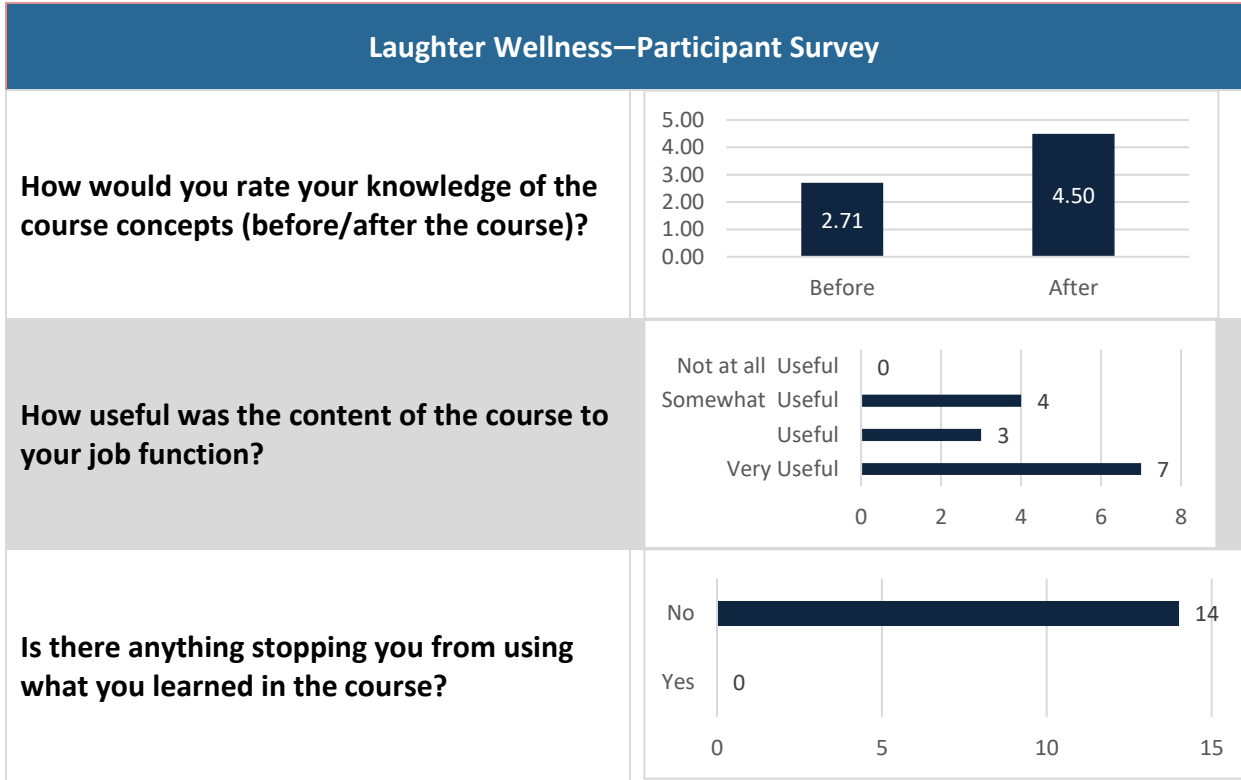 Laughter Wellness—Participant Survey
How would you rate your knowledge of the
course concepts (before/after the course)?
5.00
4.00
3.00
2.00
1.00
0.00
2.71
4.50
Before
After
How useful was the content of the course to
your job function?
Not at all Useful
0
Somewhat Useful
4
Useful
3
Very Useful
7
0 2 4 6 8
Is there anything stopping you from using
what you learned in the course?
No
14
Yes
0
0 5 10 15